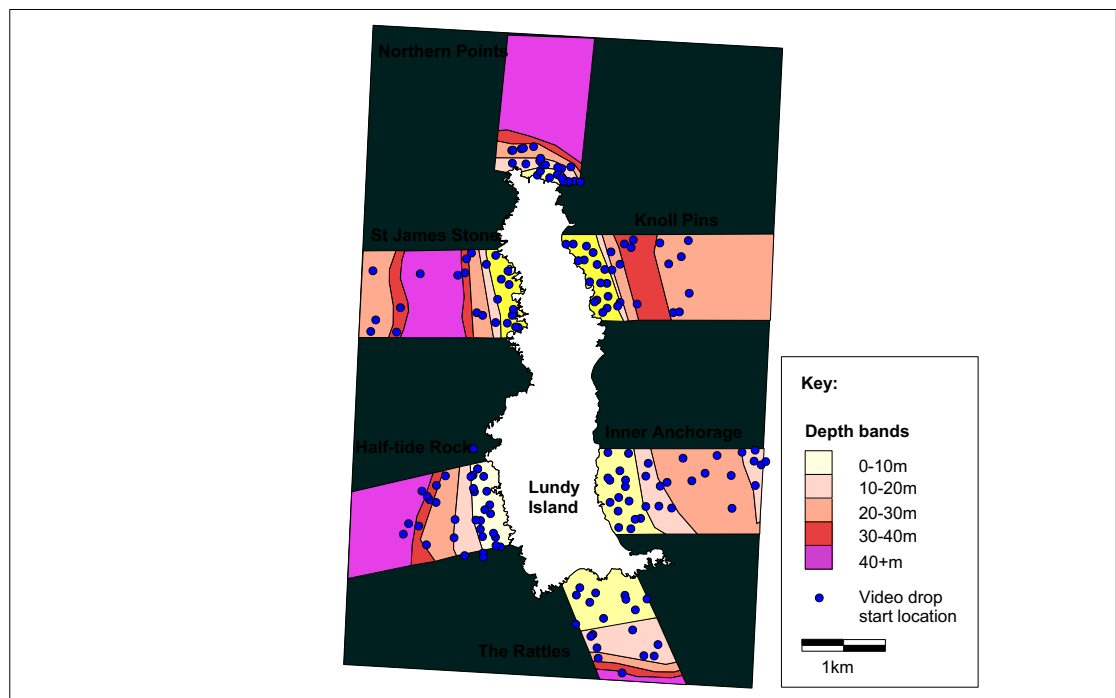 Northern Points
St James Stone
Knoll Pins
Half-tide Rock
Inner Anchorage
Lundy
Island
The Rattles
Key:
Depth bands
0-10m
10-20m
20-30m
30-40m
40+m
Video drop
start location
1km